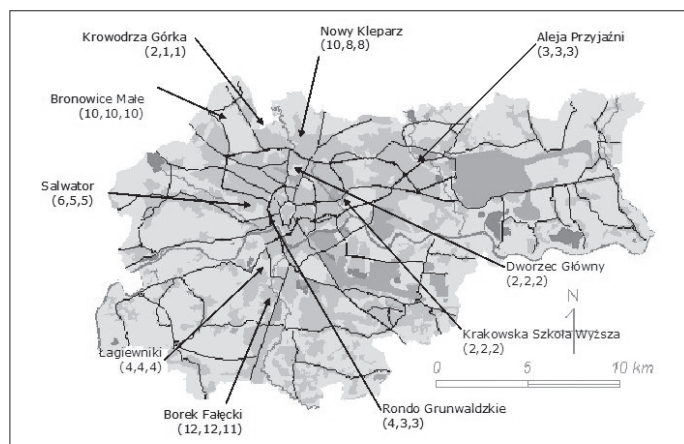 Krowodrza Górka
(2,1,1)
Nowy Kleparz
(10,8,8)
Aleja Przyjaźni
(3,3,3)
Bronowice Małe
(10,10,10)
Salwator
(6,5,5)
Dworzec Główny
(2,2,2)
N
Krakowska Szkoła Wyższa
(2,2,2)
Łagiewniki
(4,4,4)
0 5 10 km
Borek Fałęcki
(12,12,11)
Rondo Grunwaldzkie
(4,3,3)